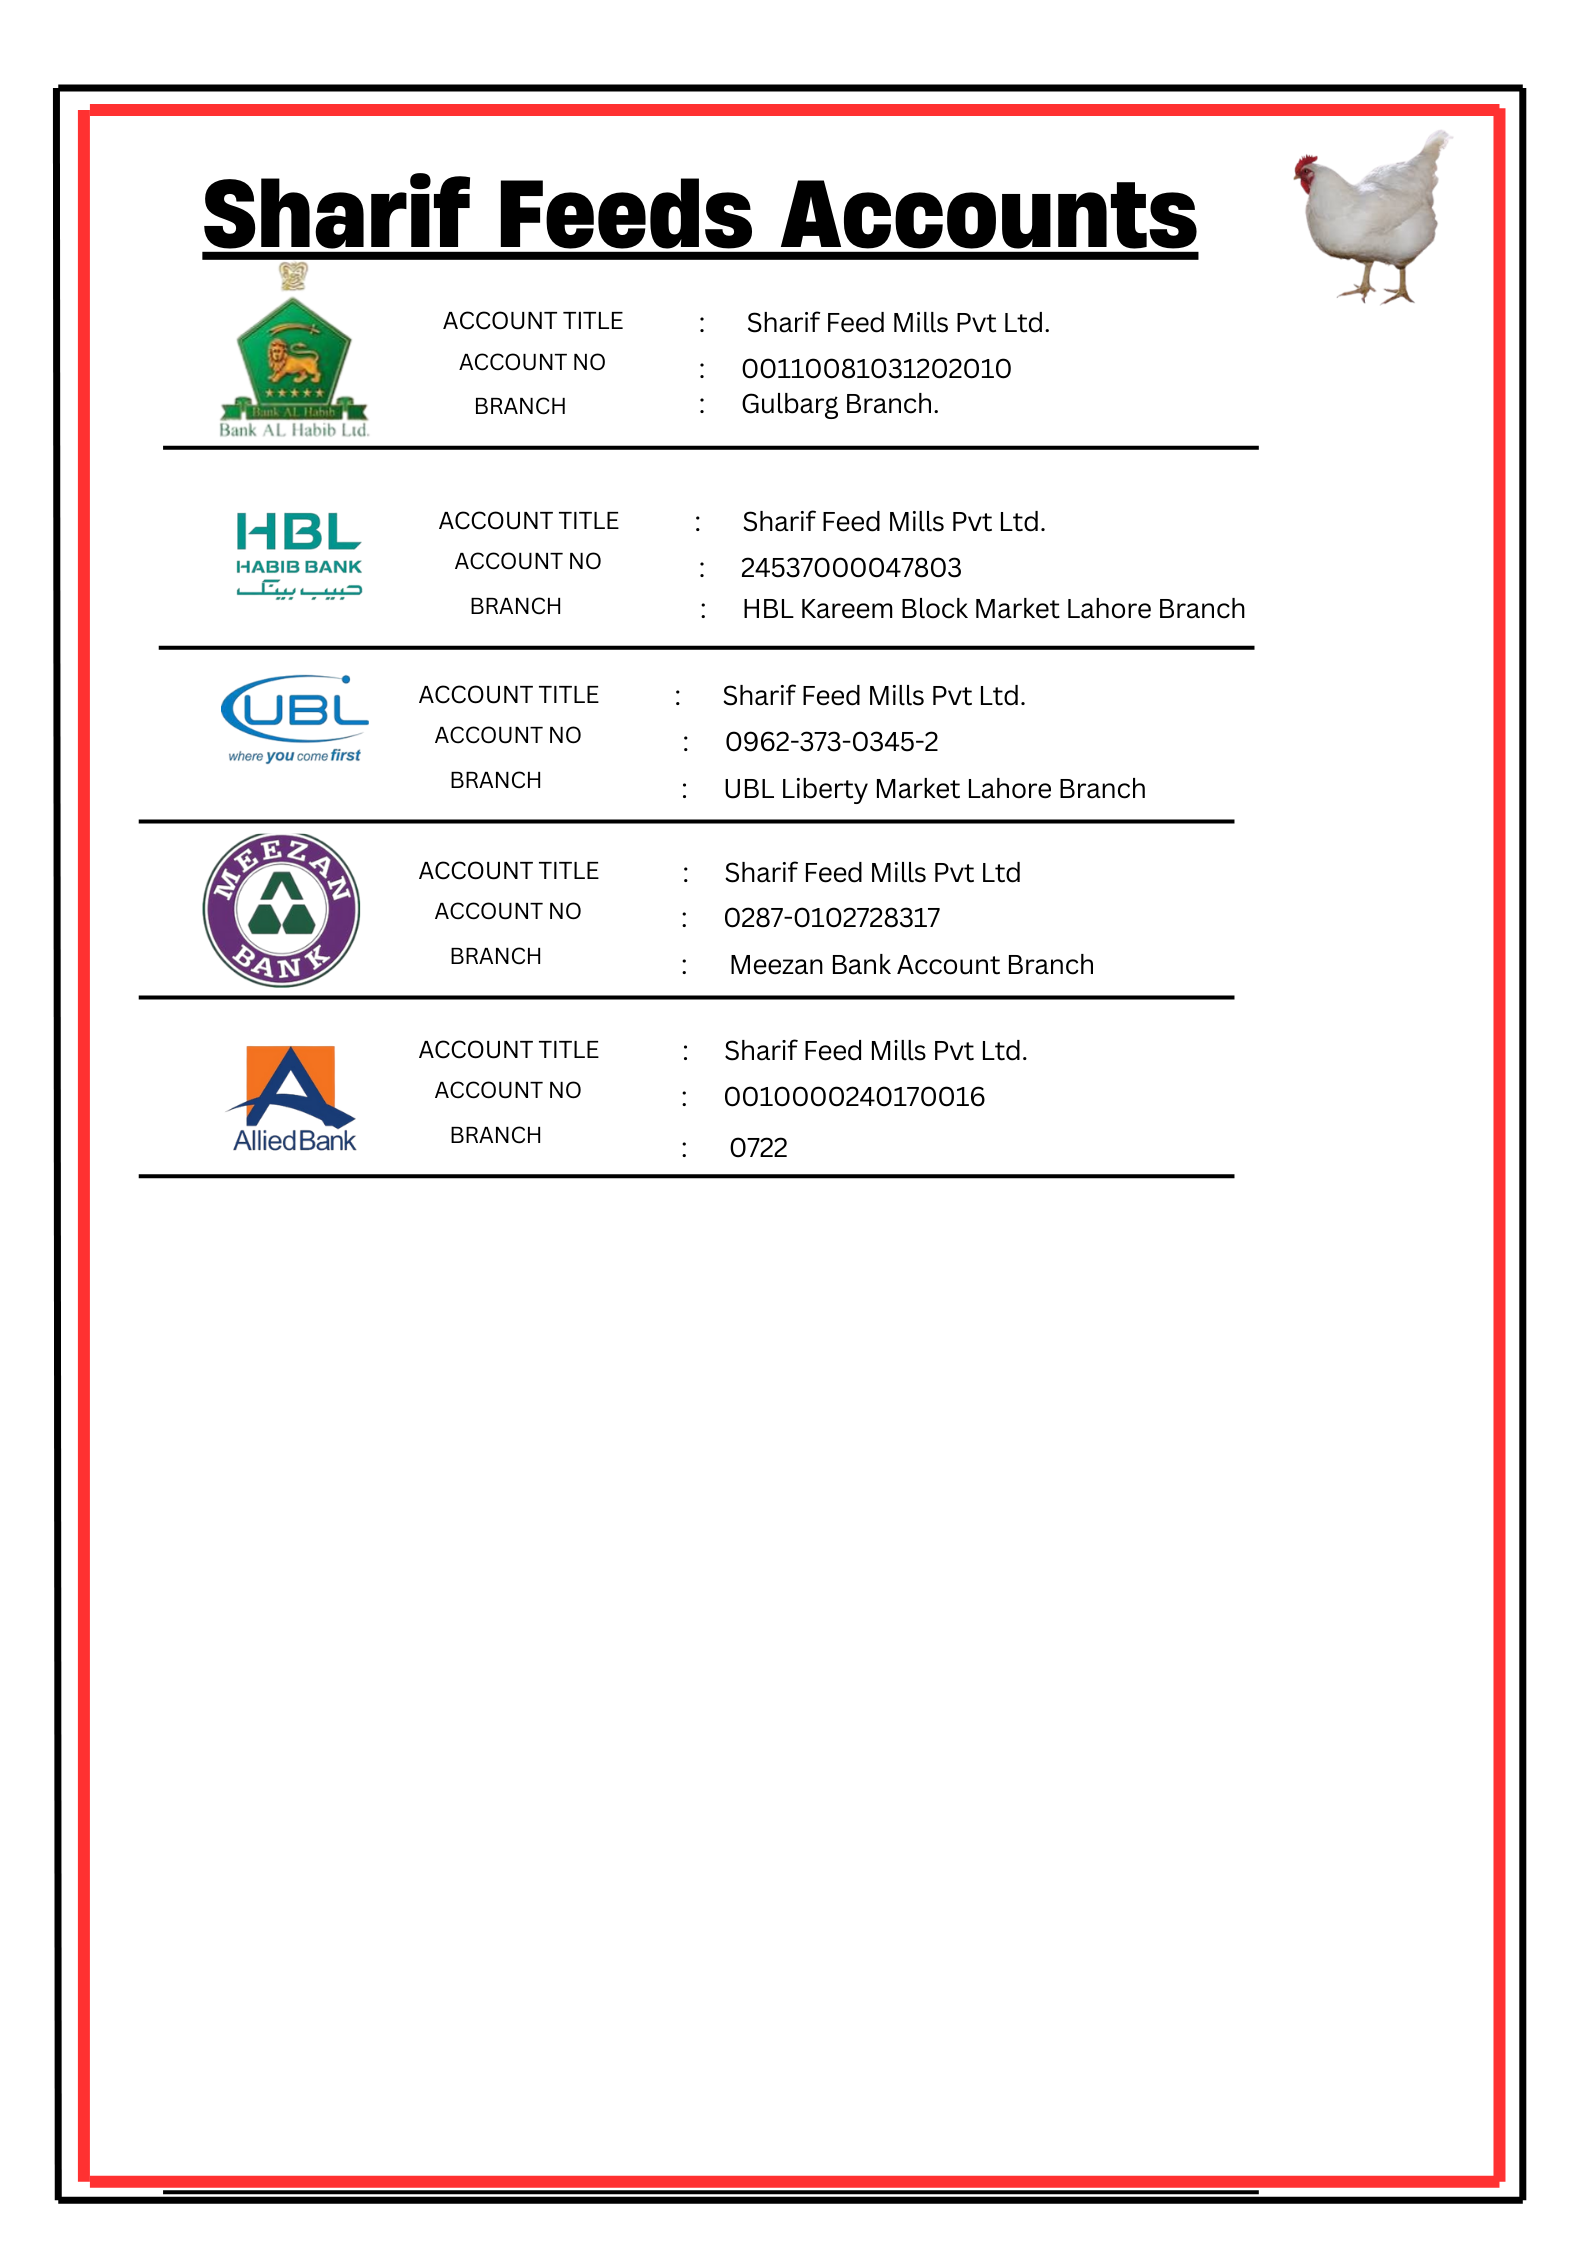 Sharif Feeds Accounts
Bank AL Habib
Bank AL Habib Ltd.
ACCOUNT TITLE : Sharif Feed Mills Pvt Ltd.
ACCOUNT NO : 00110081031202010
BRANCH : Gulbarg Branch.
HBL
HABIB BANK
حبیب بینک
ACCOUNT TITLE : Sharif Feed Mills Pvt Ltd.
ACCOUNT NO : 24537000047803
BRANCH : HBL Kareem Block Market Lahore Branch
UBL
where you come first
ACCOUNT TITLE : Sharif Feed Mills Pvt Ltd.
ACCOUNT NO : 0962-373-0345-2
BRANCH : UBL Liberty Market Lahore Branch
MEEZAN
BANK
ACCOUNT TITLE : Sharif Feed Mills Pvt Ltd
ACCOUNT NO : 0287-0102728317
BRANCH : Meezan Bank Account Branch
Allied Bank
ACCOUNT TITLE : Sharif Feed Mills Pvt Ltd.
ACCOUNT NO : 0010000240170016
BRANCH : 0722